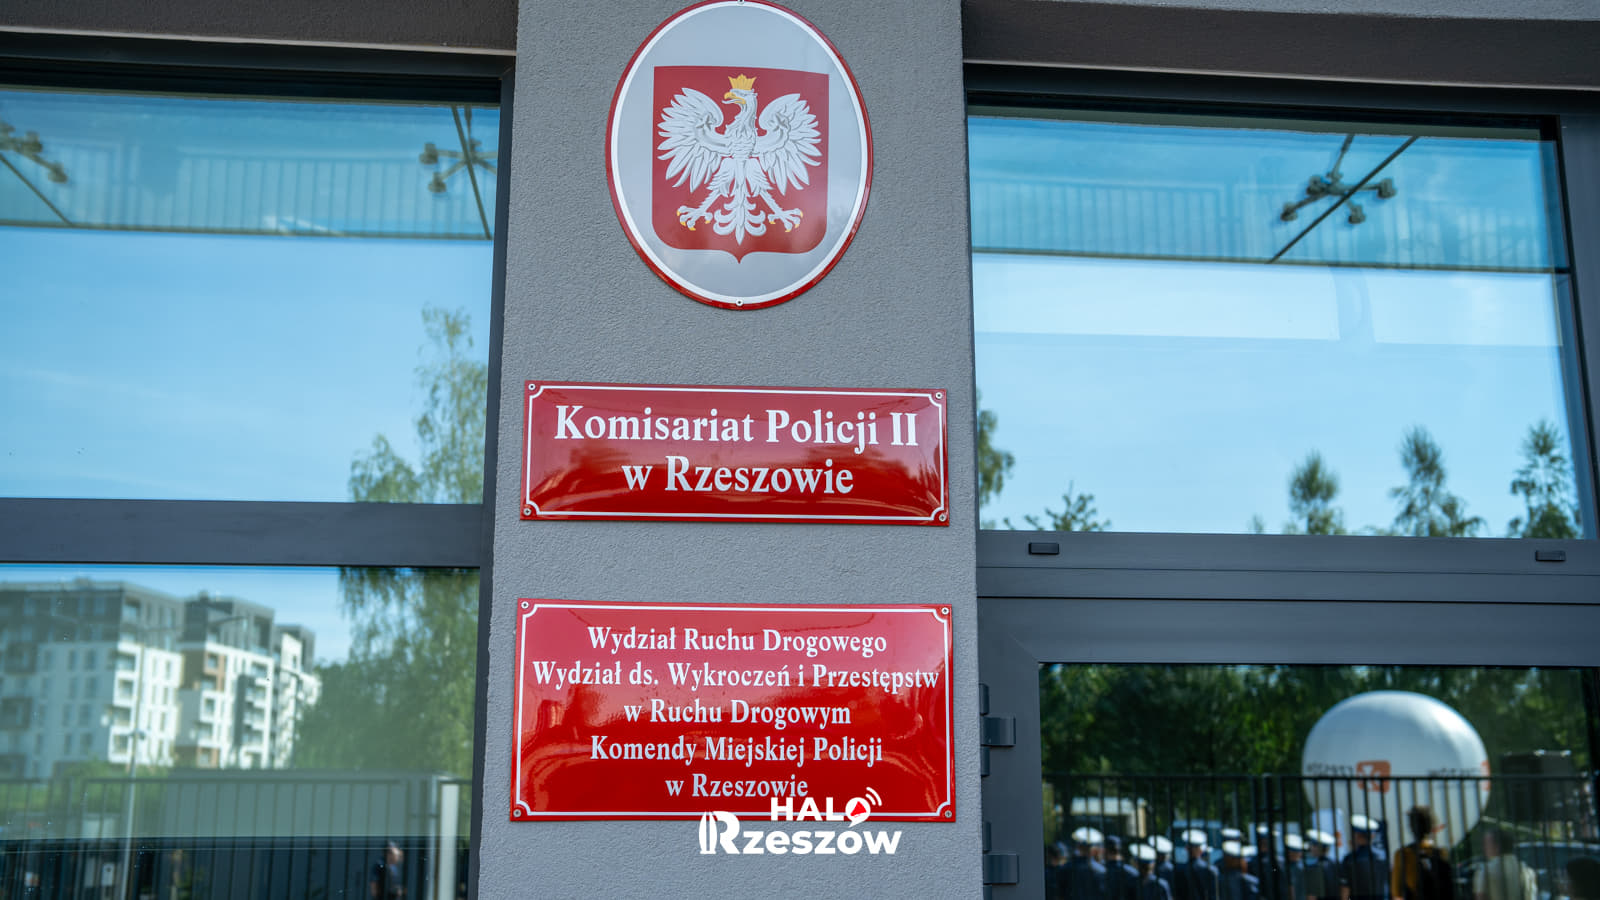 Komisariat Policji II
w Rzeszowie
Wydział Ruchu Drogowego
Wydział ds. Wykroczeń i Przestępstw
w Ruchu Drogowym
Komendy Miejskiej Policji
w Rzeszowie
HALO
Rzeszów